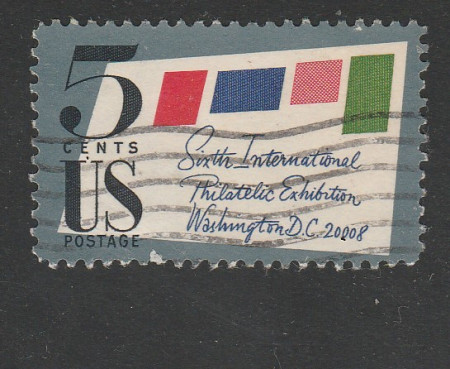 5
CENTS
US
POSTAGE
Sixth International
Philatelic Exhibition
Washington D.C. 20008